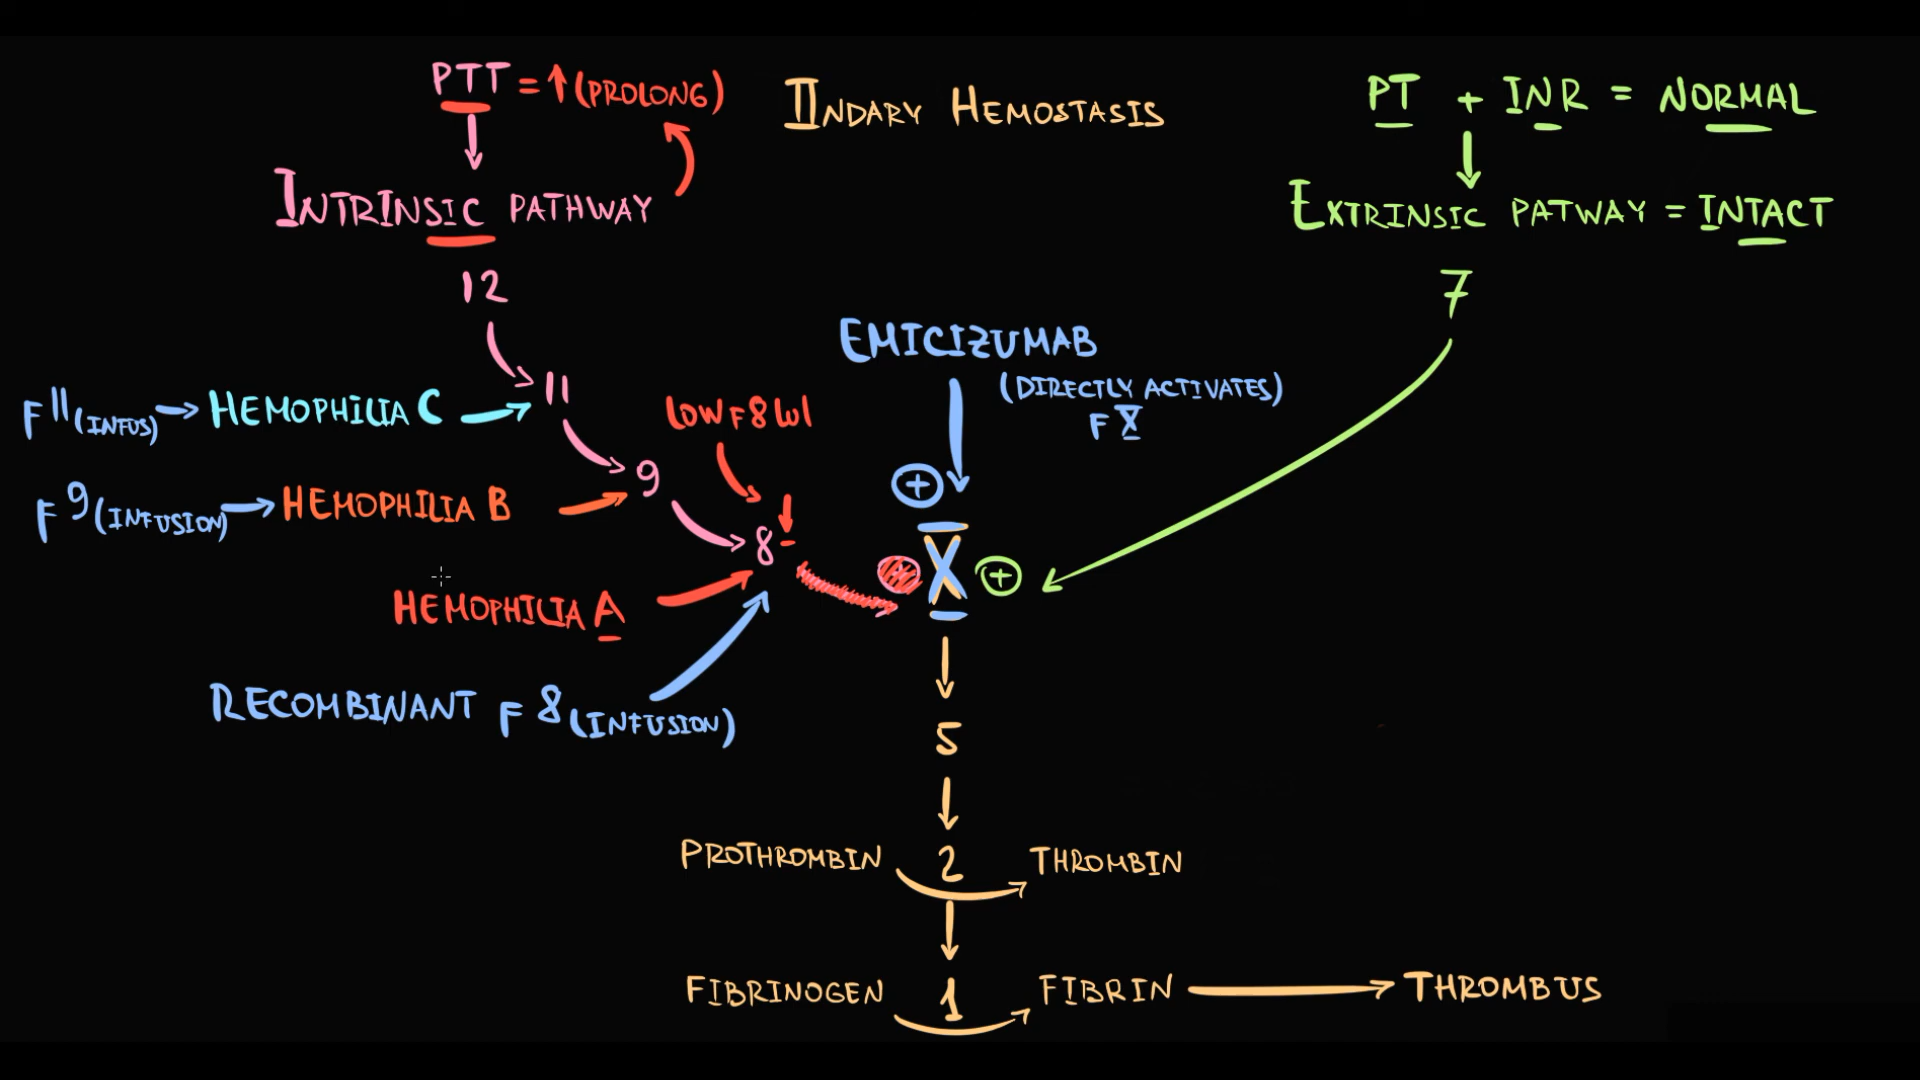 PTT = ↑ (PROLONG)
IINDARY HEMOSTASIS
PT + INR = NORMAL
INTRINSIC PATHWAY
EXTRINSIC PATWAY = INTACT
12
7
EMICIZUMAB
(DIRECTLY ACTIVATES)
F X
F 11 (INFUS) → HEMOPHILIA C → 11
LOW F 8 lvl
F 9 (INFUSION) → HEMOPHILIA B → 9
+
8
X +
HEMOPHILIA A
RECOMBINANT F 8 (INFUSION)
5
PROTHROMBIN 2 THROMBIN
FIBRINOGEN 1 FIBRIN → THROMBUS